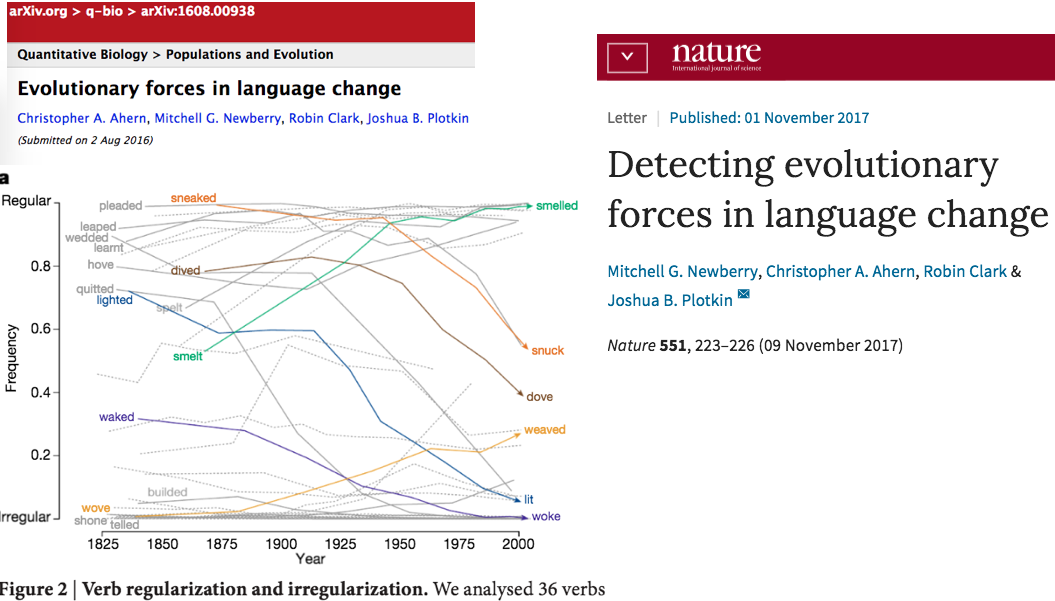 arXiv.org > q-bio > arXiv:1608.00938
Quantitative Biology > Populations and Evolution
Evolutionary forces in language change
Christopher A. Ahern, Mitchell G. Newberry, Robin Clark, Joshua B. Plotkin
(Submitted on 2 Aug 2016)
a
Regular
pleaded
sneaked
smelled
leaped
wedded
learnt
0.8
hove
dived
quitted
lighted
spelt
0.6
smelt
snuck
Frequency
0.4
dove
waked
weaved
0.2
builded
lit
wove
woke
Irregular
shone
telled
1825 1850 1875 1900 1925 1950 1975 2000
Year
Figure 2 | Verb regularization and irregularization. We analysed 36 verbs
nature
International journal of science
Letter | Published: 01 November 2017
Detecting evolutionary
forces in language change
Mitchell G. Newberry, Christopher A. Ahern, Robin Clark &
Joshua B. Plotkin
Nature 551, 223–226 (09 November 2017)